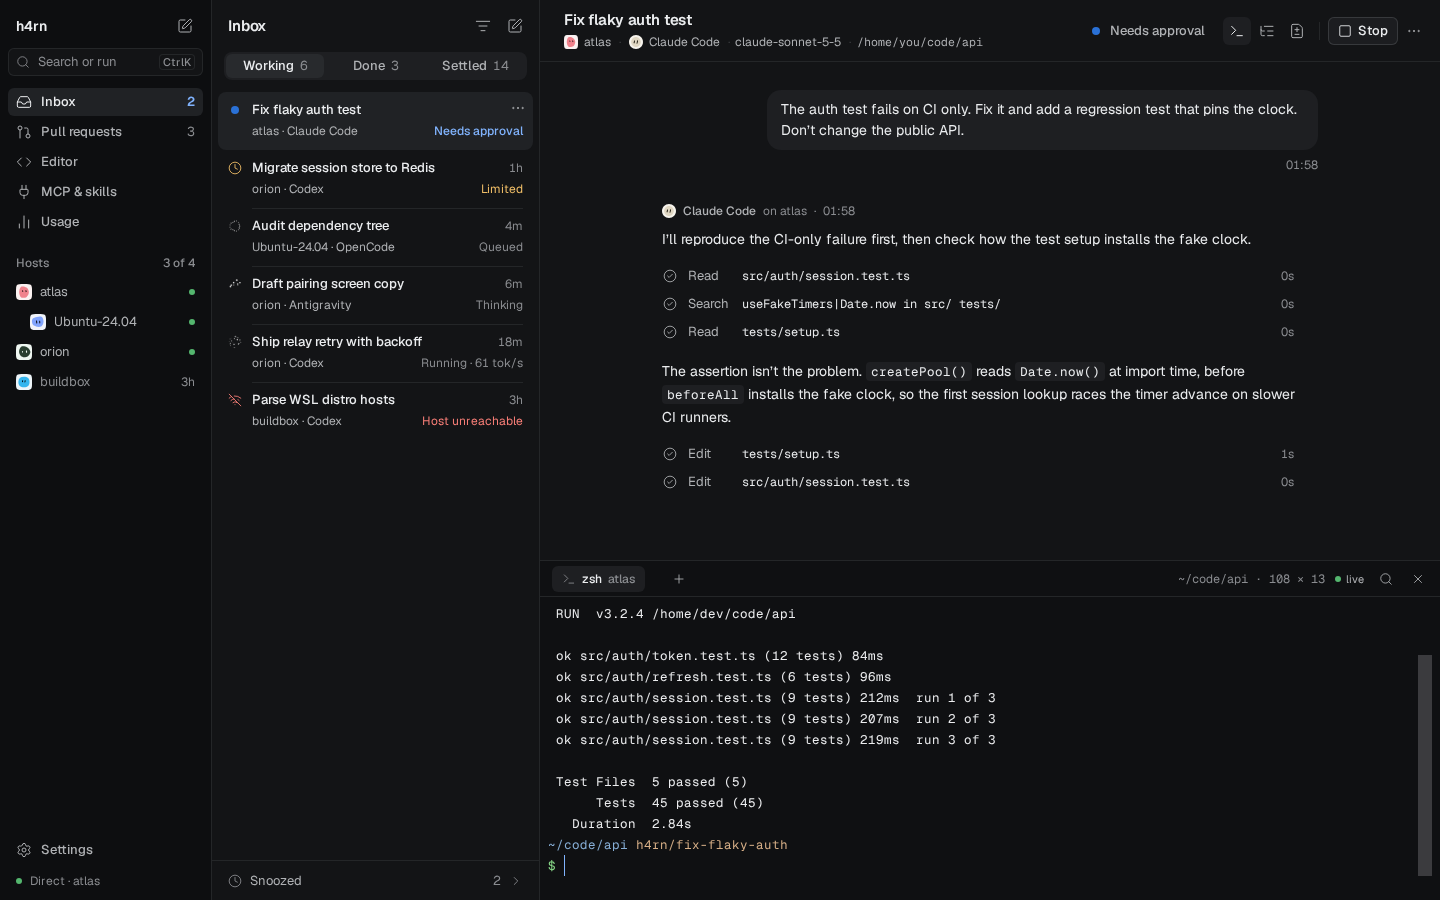 h4rn
Search or run CtrlK
Inbox 2
Pull requests 3
Editor
MCP & skills
Usage
Hosts 3 of 4
atlas
Ubuntu-24.04
orion
buildbox 3h
Settings
Direct · atlas
Inbox
Working 6 Done 3 Settled 14
Fix flaky auth test ···
atlas · Claude Code Needs approval
Migrate session store to Redis 1h
orion · Codex Limited
Audit dependency tree 4m
Ubuntu-24.04 · OpenCode Queued
Draft pairing screen copy 6m
orion · Antigravity Thinking
Ship relay retry with backoff 18m
orion · Codex Running · 61 tok/s
Parse WSL distro hosts 3h
buildbox · Codex Host unreachable
Snoozed 2
Fix flaky auth test
atlas · Claude Code · claude-sonnet-5-5 · /home/you/code/api
Needs approval
Stop
The auth test fails on CI only. Fix it and add a regression test that pins the clock.
Don’t change the public API.
01:58
Claude Code on atlas · 01:58
I’ll reproduce the CI-only failure first, then check how the test setup installs the fake clock.
Read src/auth/session.test.ts 0s
Search useFakeTimers|Date.now in src/ tests/ 0s
Read tests/setup.ts 0s
The assertion isn’t the problem. createPool() reads Date.now() at import time, before
beforeAll installs the fake clock, so the first session lookup races the timer advance on slower
CI runners.
Edit tests/setup.ts 1s
Edit src/auth/session.test.ts 0s
zsh atlas + ~/code/api · 108 × 13 live
RUN v3.2.4 /home/dev/code/api
ok src/auth/token.test.ts (12 tests) 84ms
ok src/auth/refresh.test.ts (6 tests) 96ms
ok src/auth/session.test.ts (9 tests) 212ms run 1 of 3
ok src/auth/session.test.ts (9 tests) 207ms run 2 of 3
ok src/auth/session.test.ts (9 tests) 219ms run 3 of 3
Test Files 5 passed (5)
Tests 45 passed (45)
Duration 2.84s
~/code/api h4rn/fix-flaky-auth
$